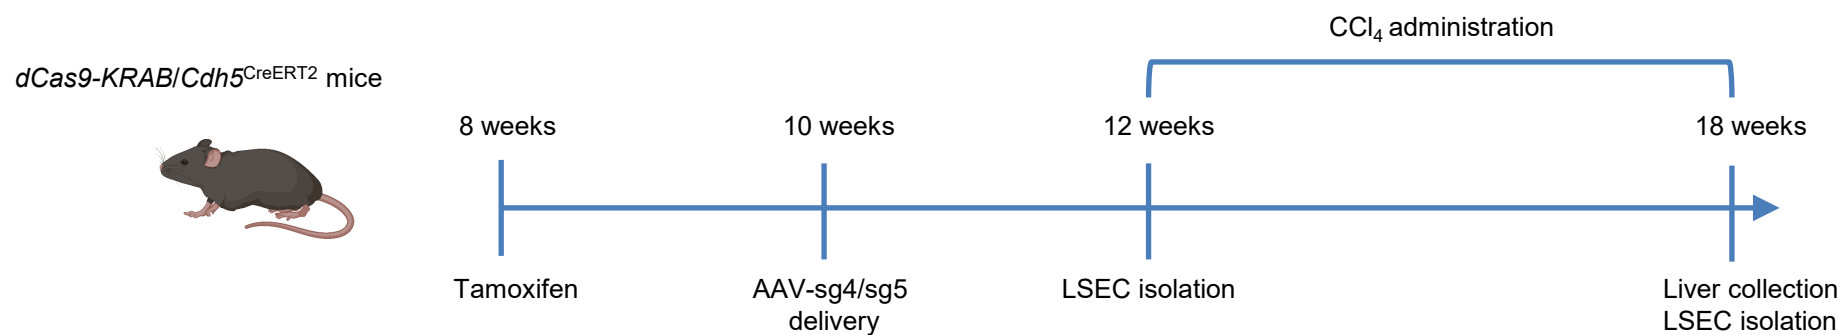 CCl₄ administration
dCas9-KRAB/Cdh5CreERT2 mice
8 weeks
10 weeks
12 weeks
18 weeks
Tamoxifen
AAV-sg4/sg5
delivery
LSEC isolation
Liver collection
LSEC isolation